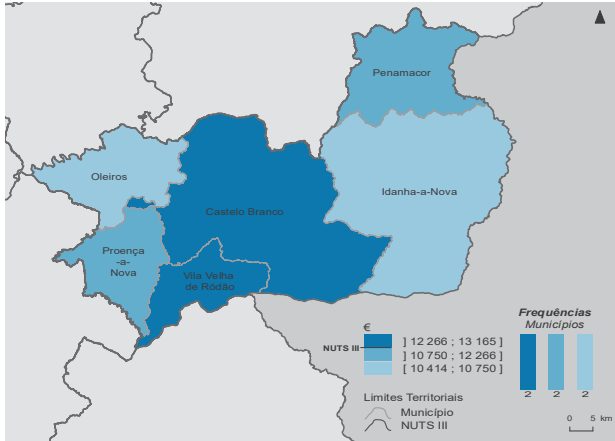 Penamacor
Oleiros
Idanha-a-Nova
Castelo Branco
Proença
-a-
Nova
Vila Velha
de Ródão
€
NUTS III
] 12 266 ; 13 165 ]
] 10 750 ; 12 266 ]
[ 10 414 ; 10 750 ]
Limites Territoriais
Município
NUTS III
Frequências
Municípios
2 2 2
0 5 km